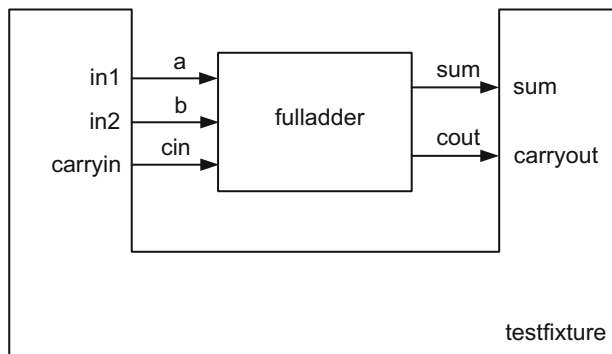 in1
a
in2
b
carryin
cin
fulladder
sum
sum
cout
carryout
testfixture